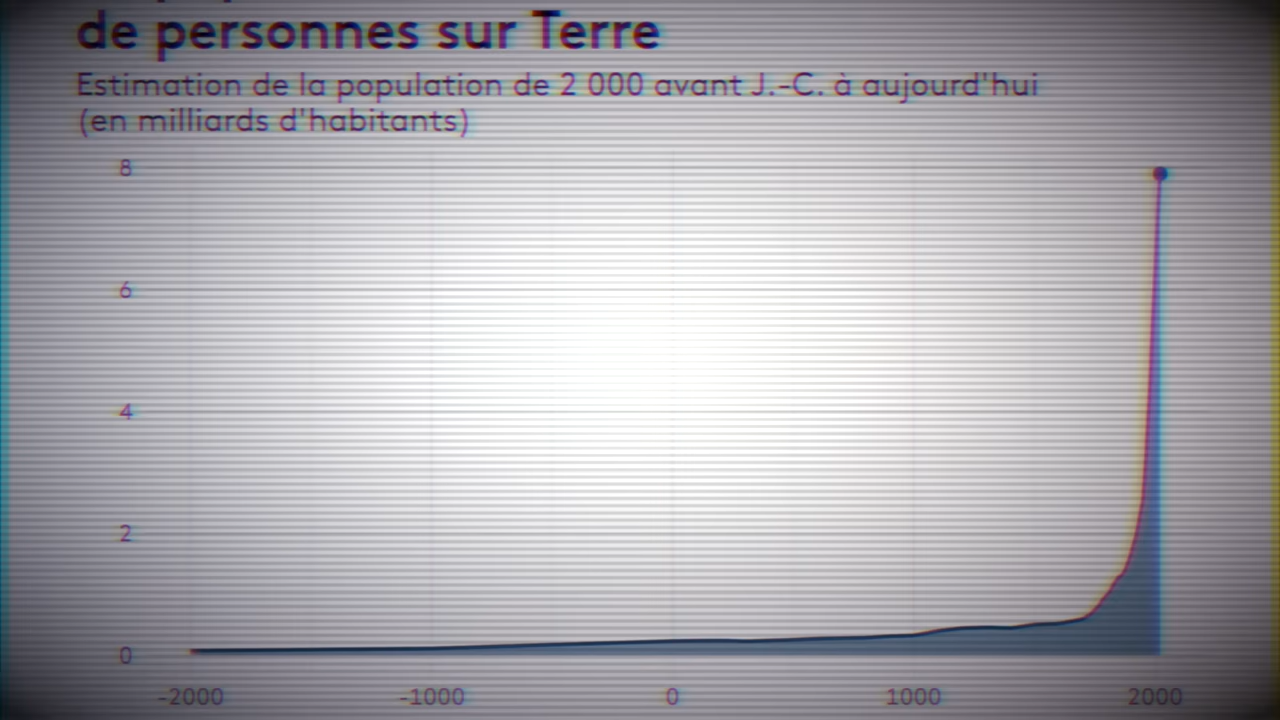 de personnes sur Terre
Estimation de la population de 2 000 avant J.-C. à aujourd'hui
(en milliards d'habitants)
8
6
4
2
0
-2000 -1000 0 1000 2000